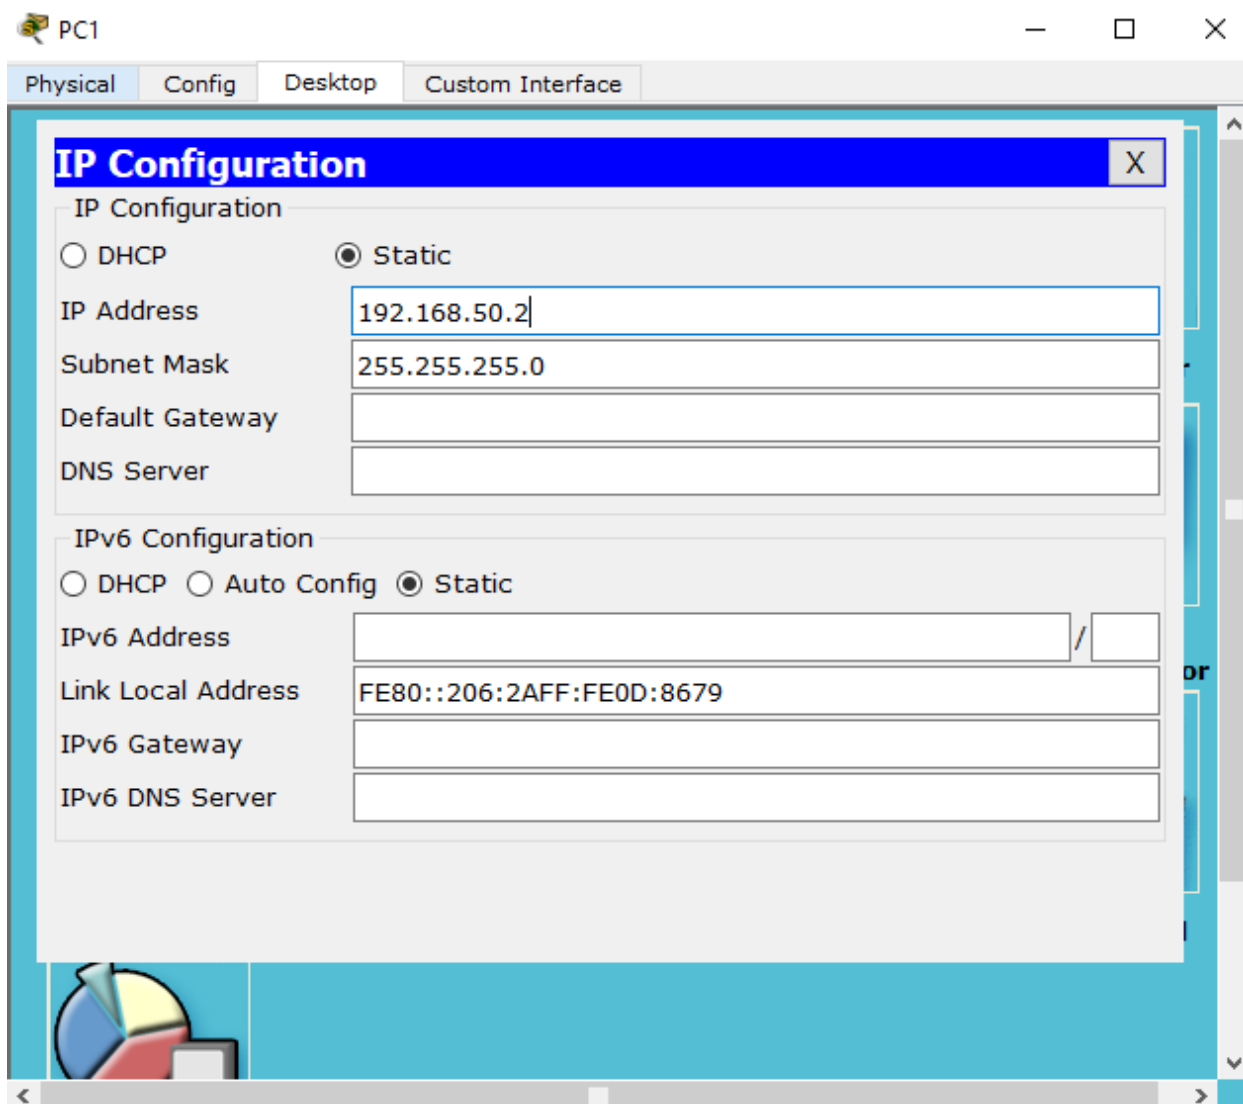 PC1
Physical Config Desktop Custom Interface
IP Configuration X
IP Configuration
DHCP Static
IP Address 192.168.50.2
Subnet Mask 255.255.255.0
Default Gateway
DNS Server
IPv6 Configuration
DHCP Auto Config Static
IPv6 Address /
Link Local Address FE80::206:2AFF:FE0D:8679
IPv6 Gateway
IPv6 DNS Server